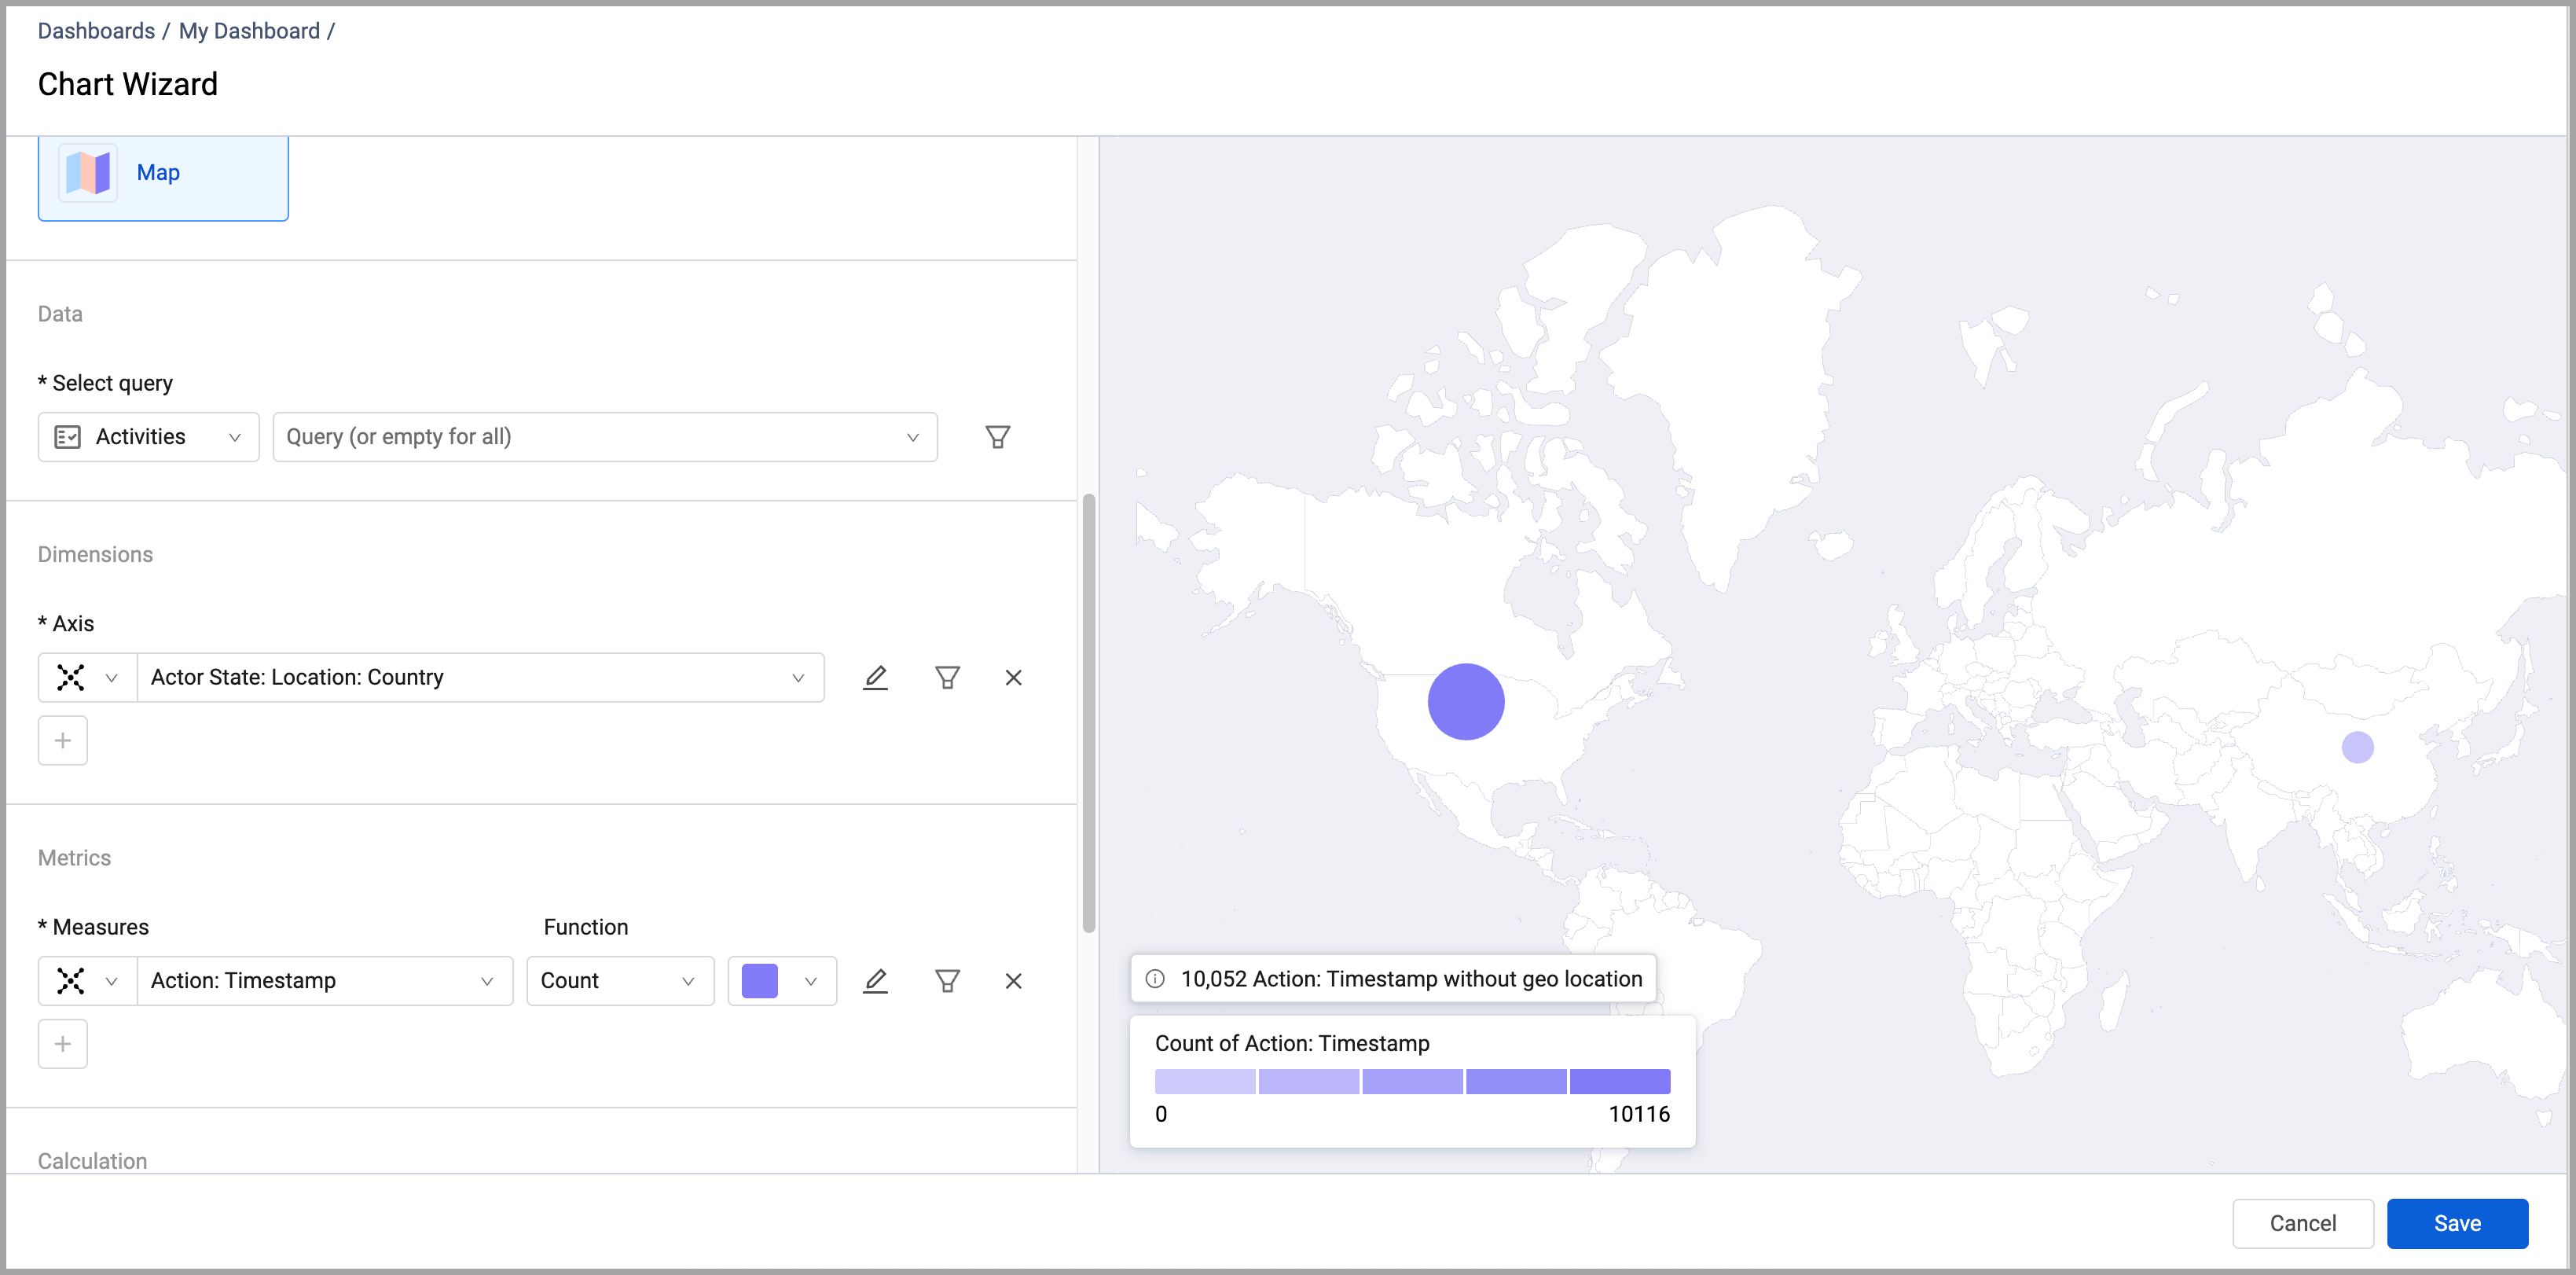 Dashboards / My Dashboard /
Chart Wizard
Map
Data
* Select query
Activities
Query (or empty for all)
Dimensions
* Axis
Actor State: Location: Country
Metrics
* Measures Function
Action: Timestamp Count
Calculation
10,052 Action: Timestamp without geo location
Count of Action: Timestamp
0 10116
Cancel Save